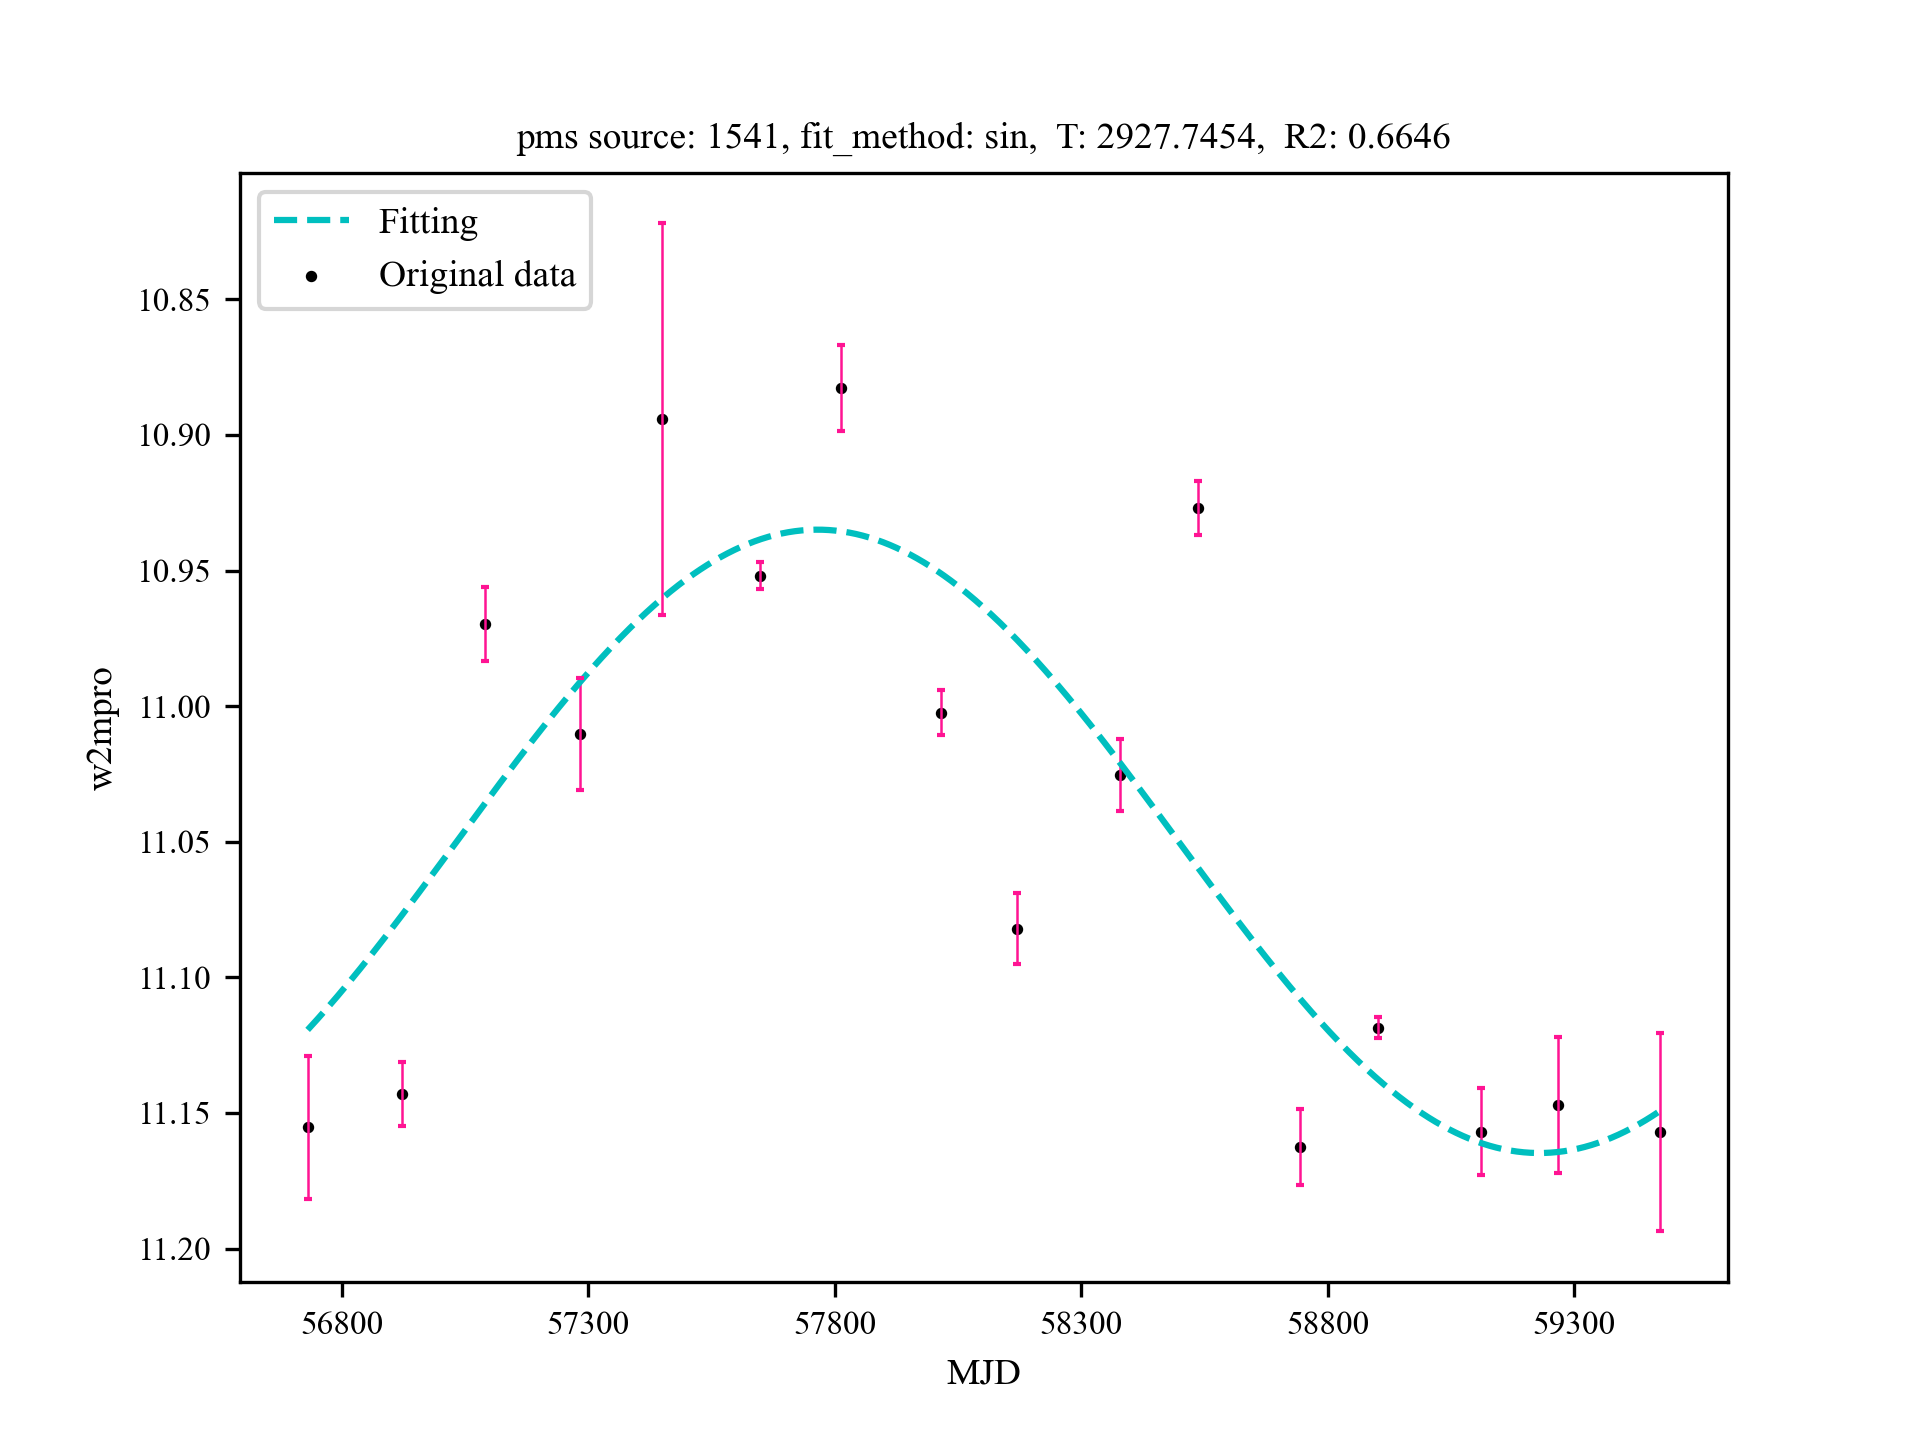 pms source: 1541, fit_method: sin, T: 2927.7454, R2: 0.6646
Fitting
Original data
10.85
10.90
10.95
11.00
11.05
11.10
11.15
11.20
w2mpro
56800 57300 57800 58300 58800 59300
MJD